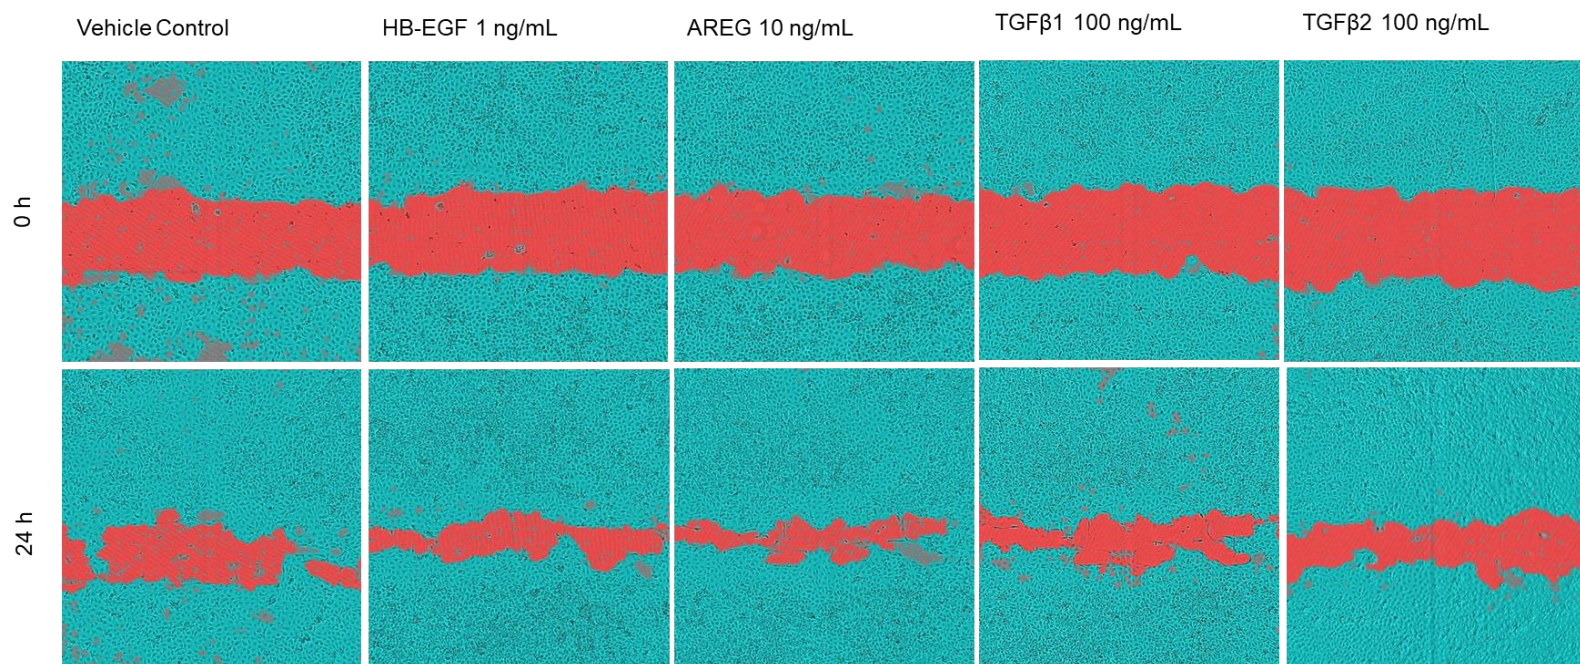 Vehicle Control
HB-EGF 1 ng/mL
AREG 10 ng/mL
TGFβ1 100 ng/mL
TGFβ2 100 ng/mL
0 h
24 h